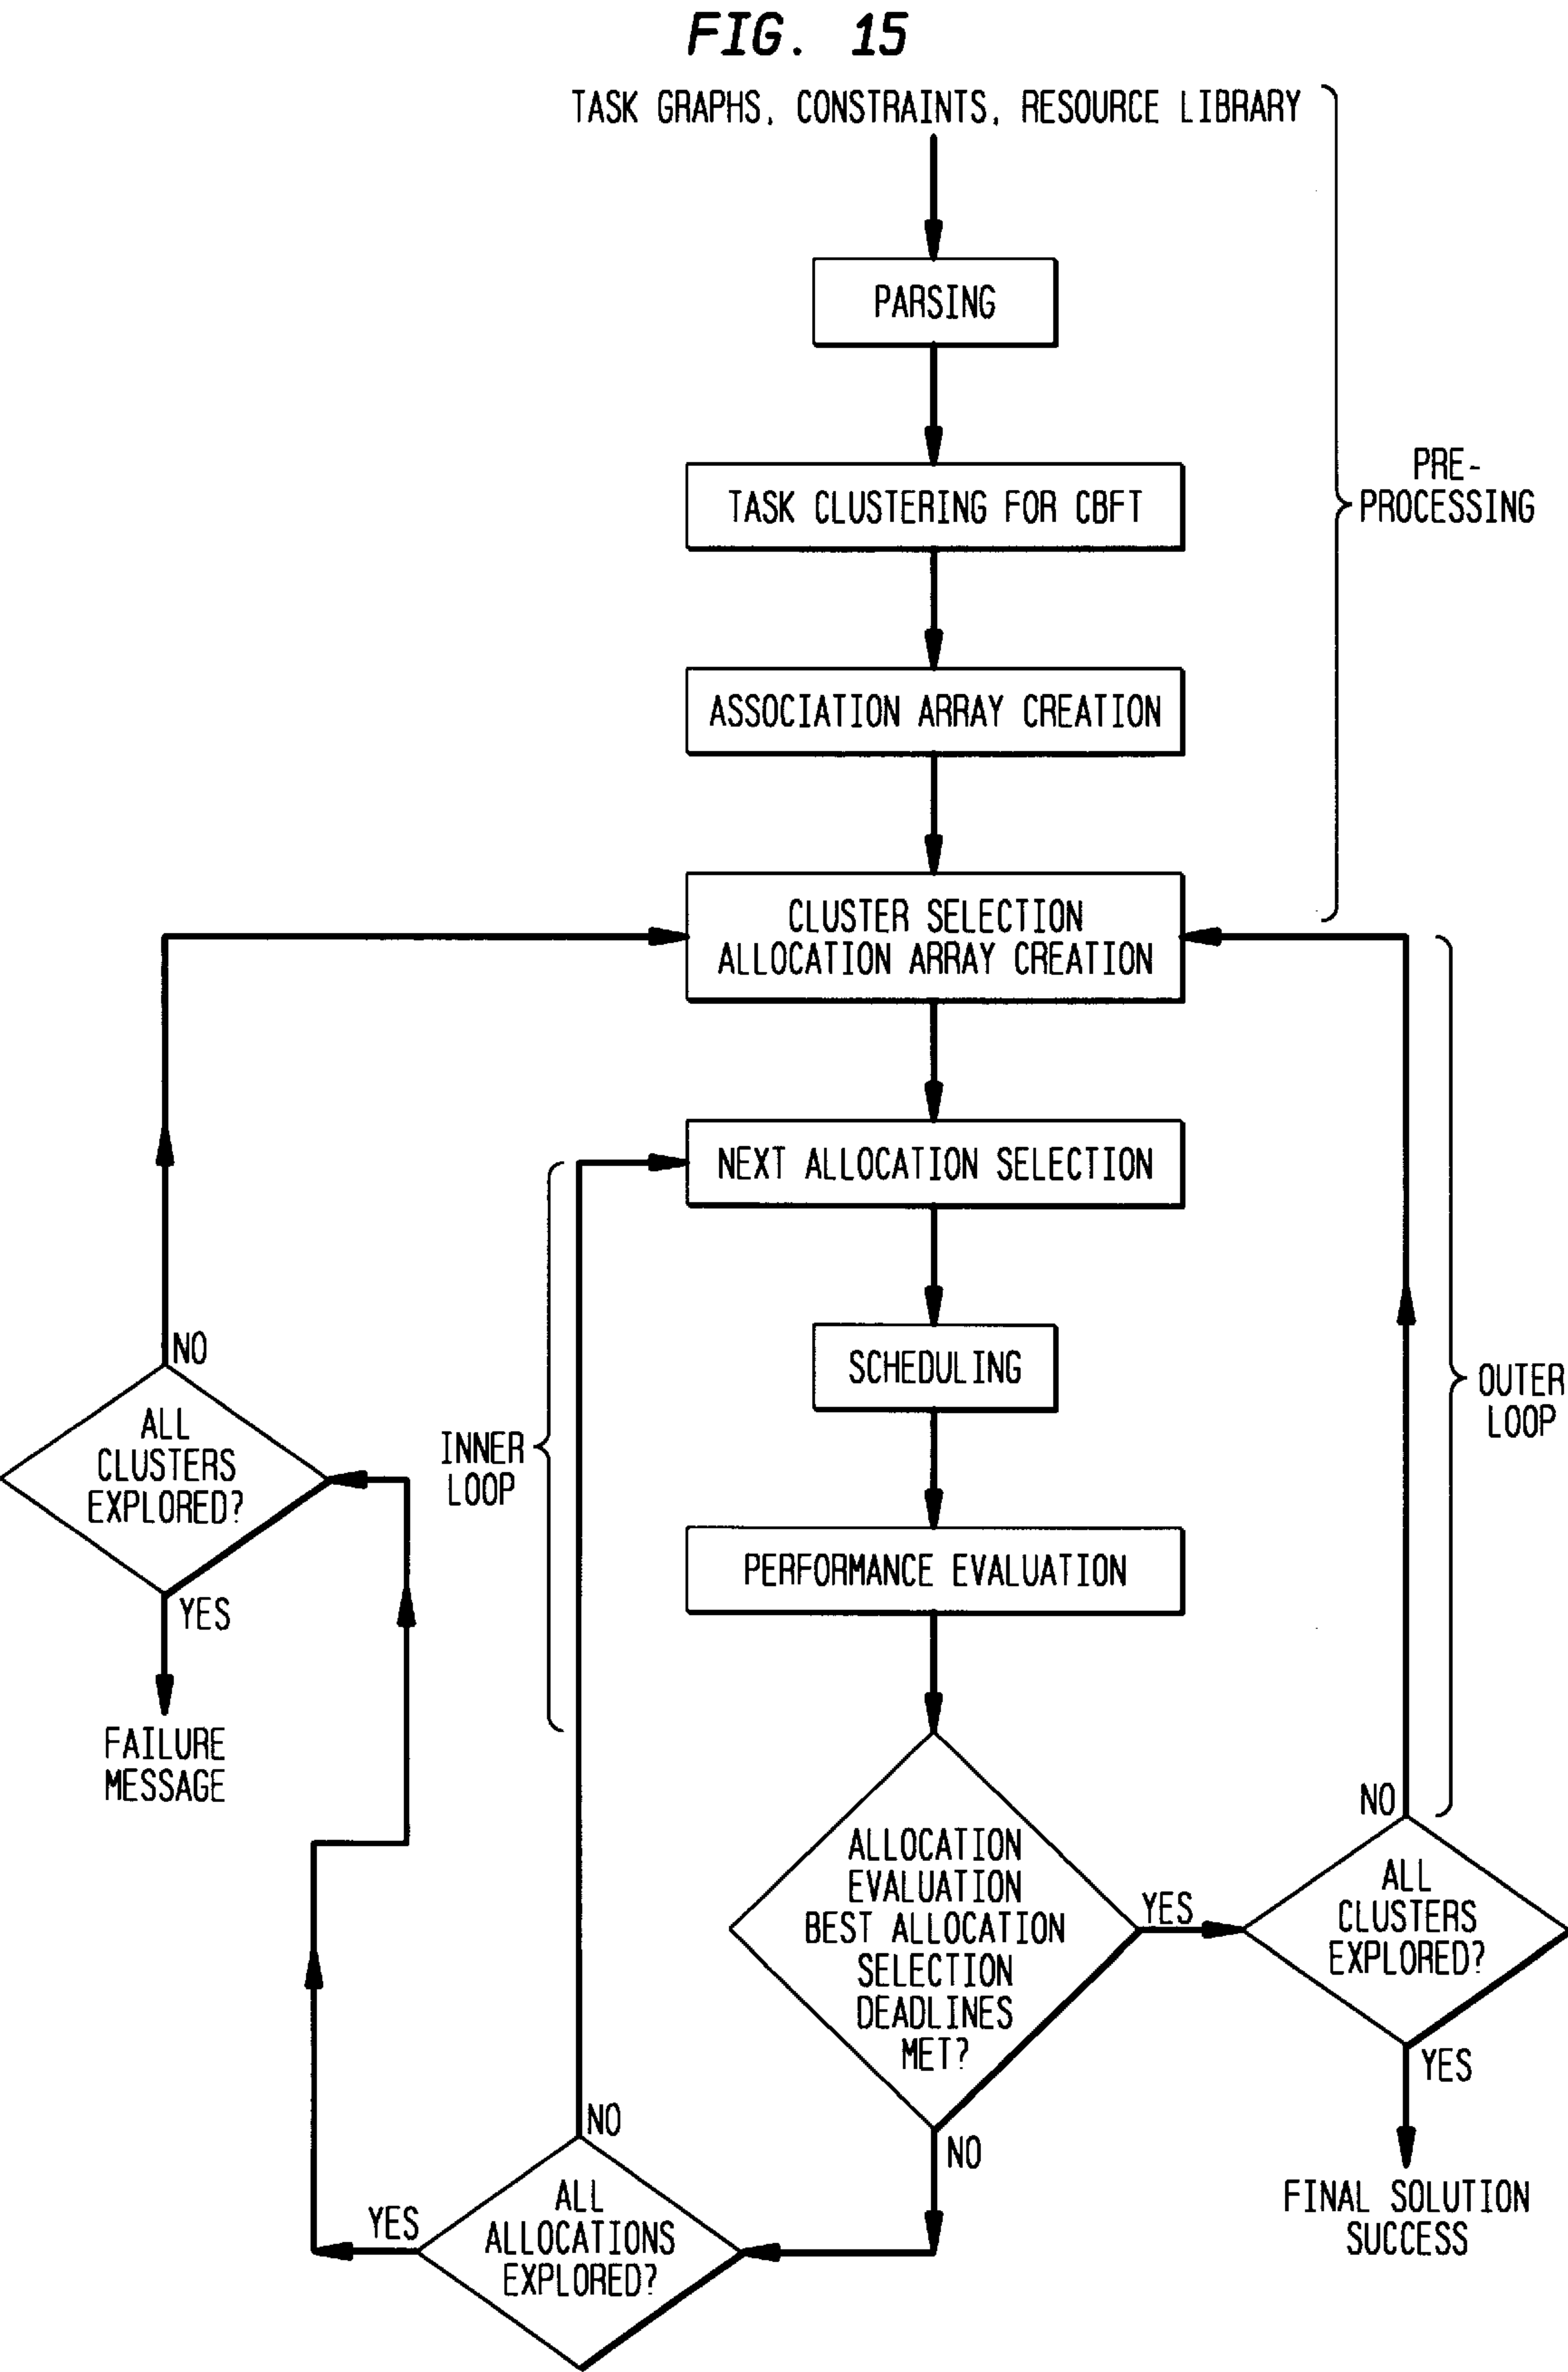 FIG. 15
TASK GRAPHS, CONSTRAINTS, RESOURCE LIBRARY
PARSING
PRE-
PROCESSING
TASK CLUSTERING FOR CBFT
ASSOCIATION ARRAY CREATION
CLUSTER SELECTION
ALLOCATION ARRAY CREATION
NEXT ALLOCATION SELECTION
SCHEDULING
OUTER
LOOP
NO
ALL
CLUSTERS
EXPLORED?
YES
FAILURE
MESSAGE
INNER
LOOP
PERFORMANCE EVALUATION
ALLOCATION
EVALUATION
BEST ALLOCATION
SELECTION
DEADLINES
MET?
YES
NO
NO
ALL
CLUSTERS
EXPLORED?
YES
FINAL SOLUTION
SUCCESS
NO
ALL
ALLOCATIONS
EXPLORED?
YES